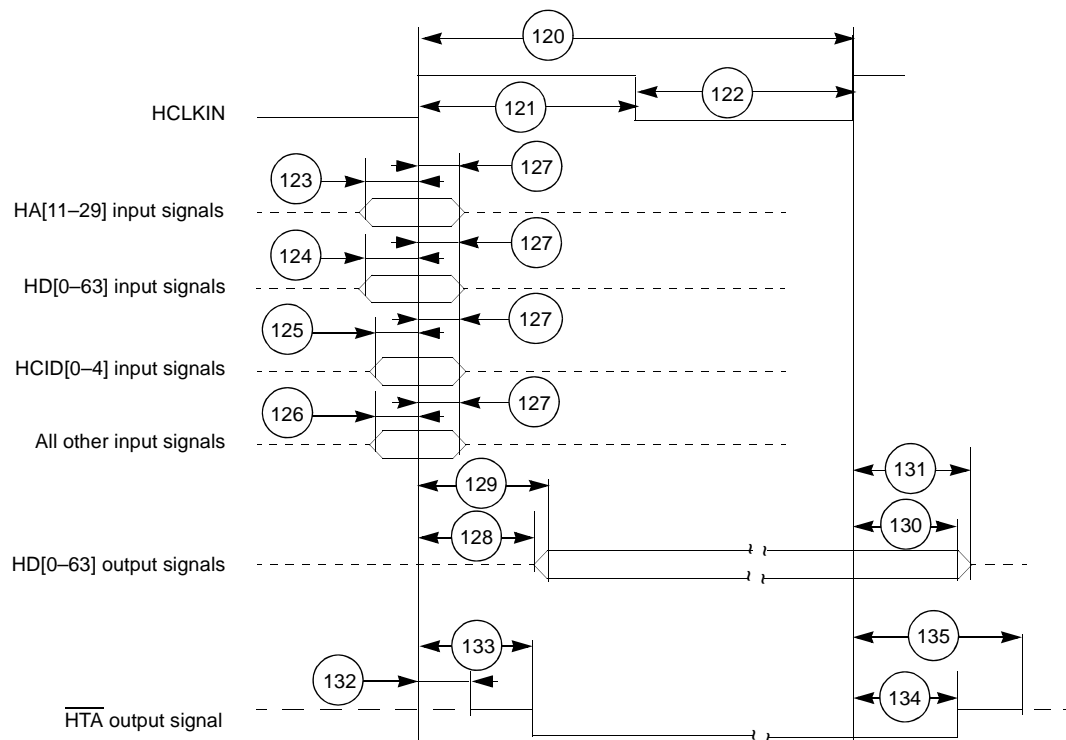 120
121
122
HCLKIN
123
127
HA[11–29] input signals
124
127
HD[0–63] input signals
125
127
HCID[0–4] input signals
126
127
All other input signals
129
131
128
130
HD[0–63] output signals
133
135
132
134
HTA output signal